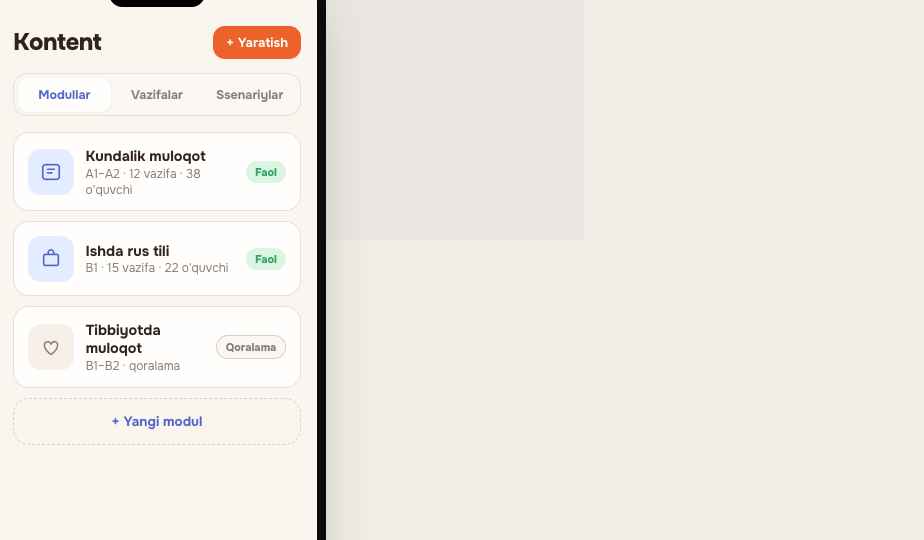 Kontent
+ Yaratish
Modullar
Vazifalar
Ssenariylar
Kundalik muloqot
A1–A2 · 12 vazifa · 38
o'quvchi
Faol
Ishda rus tili
B1 · 15 vazifa · 22 o'quvchi
Faol
Tibbiyotda
muloqot
B1–B2 · qoralama
Qoralama
+ Yangi modul